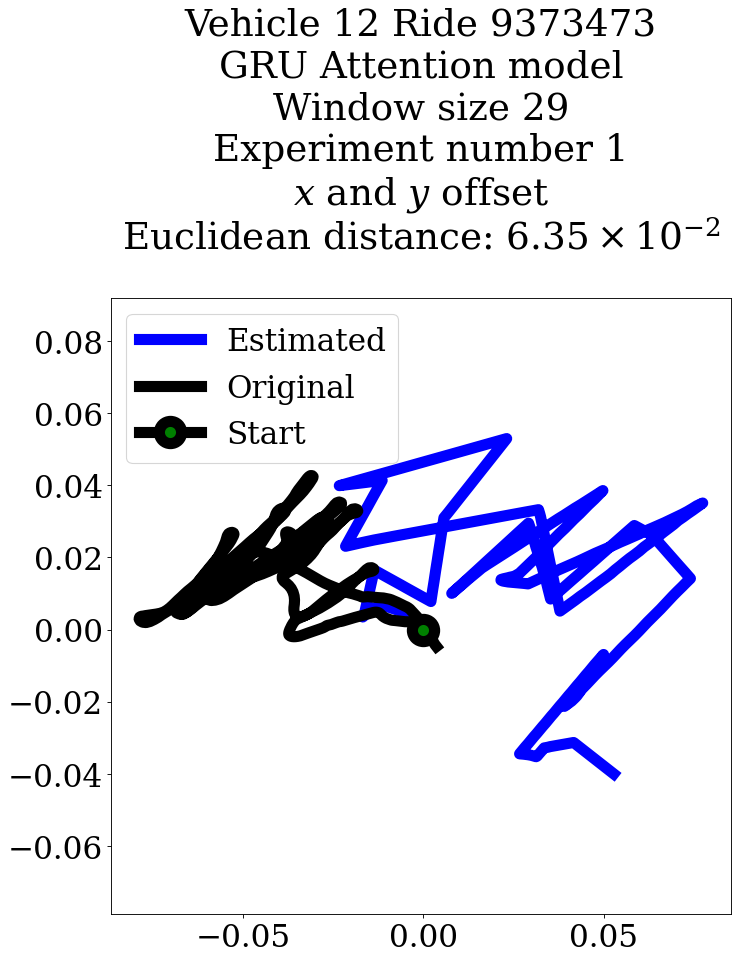 Vehicle 12 Ride 9373473
GRU Attention model
Window size 29
Experiment number 1
x and y offset
Euclidean distance: 6.35 × 10⁻²
Estimated
Original
Start
0.08
0.06
0.04
0.02
0.00
−0.02
−0.04
−0.06
−0.05 0.00 0.05